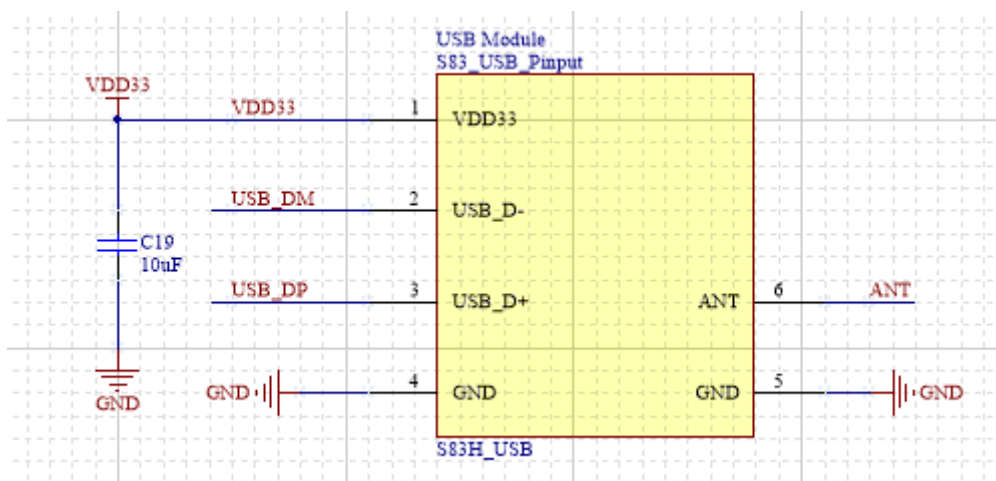 USB Module
S83_USB_Pinput
VDD33
VDD33
1
VDD33
USB_DM
2
USB_D-
C19
10uF
USB_DP
3
USB_D+
ANT
6
ANT
GND
GND
4
GND
GND
5
GND
S83H_USB